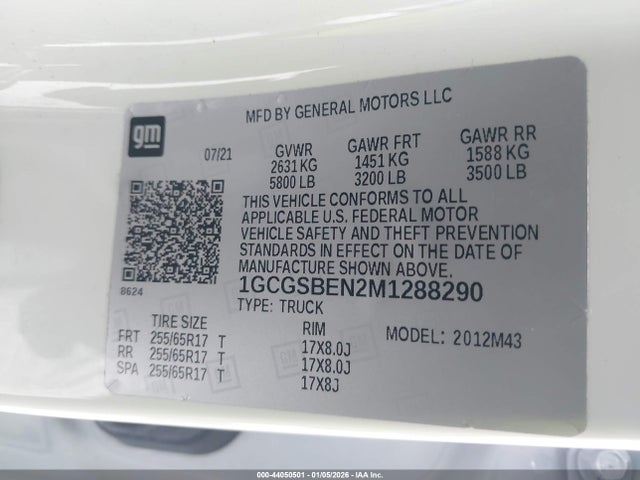 MFD BY GENERAL MOTORS LLC
gm
07/21
GVWR GAWR FRT GAWR RR
2631 KG 1451 KG 1588 KG
5800 LB 3200 LB 3500 LB
THIS VEHICLE CONFORMS TO ALL
APPLICABLE U.S. FEDERAL MOTOR
VEHICLE SAFETY AND THEFT PREVENTION
STANDARDS IN EFFECT ON THE DATE OF
MANUFACTURE SHOWN ABOVE.
8624
1GCGSBEN2M1288290
TYPE: TRUCK
TIRE SIZE RIM MODEL: 2012M43
FRT 255/65R17 T 17X8.0J
RR 255/65R17 T 17X8.0J
SPA 255/65R17 T 17X8J
000-44050501 - 01/05/2026 - IAA Inc.